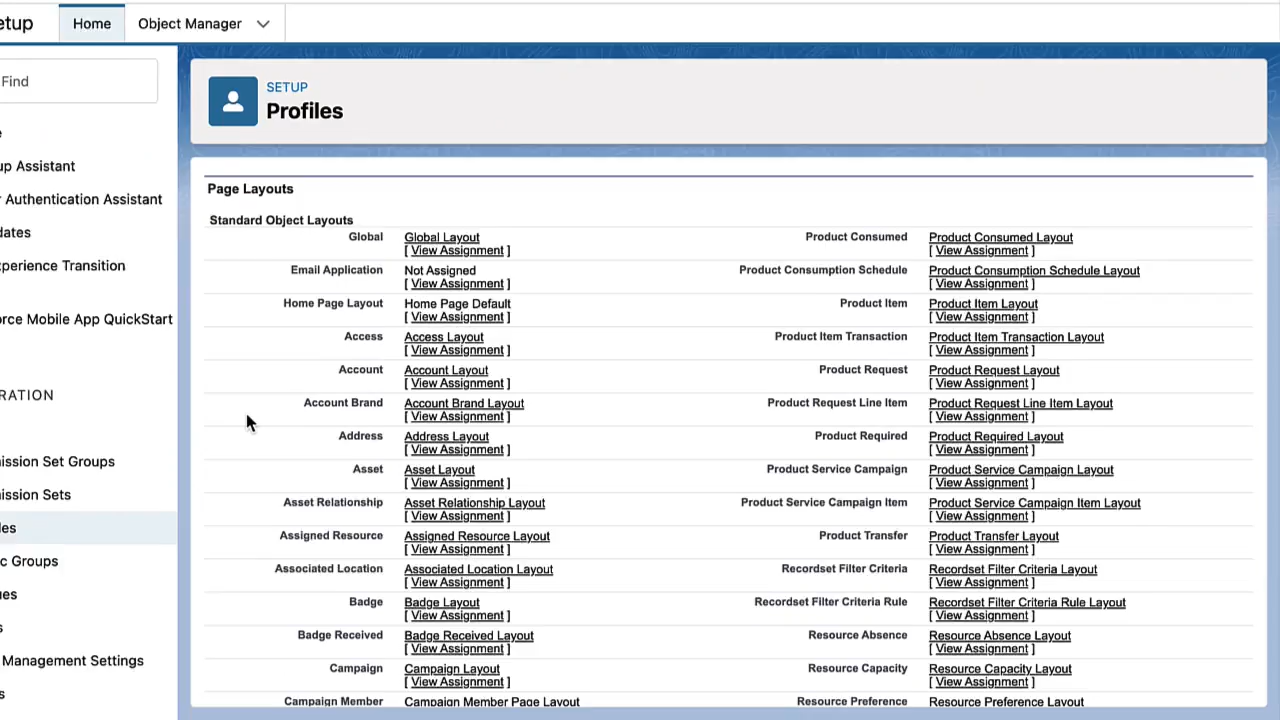 etup
Home
Object Manager
Find
SETUP
Profiles
e
up Assistant
r Authentication Assistant
dates
xperience Transition
orce Mobile App QuickStart
RATION
ission Set Groups
ission Sets
les
c Groups
ues
s
Management Settings
s
Page Layouts
Standard Object Layouts
Global Global Layout Product Consumed Product Consumed Layout
[ View Assignment ] [ View Assignment ]
Email Application Not Assigned Product Consumption Schedule Product Consumption Schedule Layout
[ View Assignment ] [ View Assignment ]
Home Page Layout Home Page Default Product Item Product Item Layout
[ View Assignment ] [ View Assignment ]
Access Access Layout Product Item Transaction Product Item Transaction Layout
[ View Assignment ] [ View Assignment ]
Account Account Layout Product Request Product Request Layout
[ View Assignment ] [ View Assignment ]
Account Brand Account Brand Layout Product Request Line Item Product Request Line Item Layout
[ View Assignment ] [ View Assignment ]
Address Address Layout Product Required Product Required Layout
[ View Assignment ] [ View Assignment ]
Asset Asset Layout Product Service Campaign Product Service Campaign Layout
[ View Assignment ] [ View Assignment ]
Asset Relationship Asset Relationship Layout Product Service Campaign Item Product Service Campaign Item Layout
[ View Assignment ] [ View Assignment ]
Assigned Resource Assigned Resource Layout Product Transfer Product Transfer Layout
[ View Assignment ] [ View Assignment ]
Associated Location Associated Location Layout Recordset Filter Criteria Recordset Filter Criteria Layout
[ View Assignment ] [ View Assignment ]
Badge Badge Layout Recordset Filter Criteria Rule Recordset Filter Criteria Rule Layout
[ View Assignment ] [ View Assignment ]
Badge Received Badge Received Layout Resource Absence Resource Absence Layout
[ View Assignment ] [ View Assignment ]
Campaign Campaign Layout Resource Capacity Resource Capacity Layout
[ View Assignment ] [ View Assignment ]
Campaign Member Campaign Member Page Layout Resource Preference Resource Preference Layout